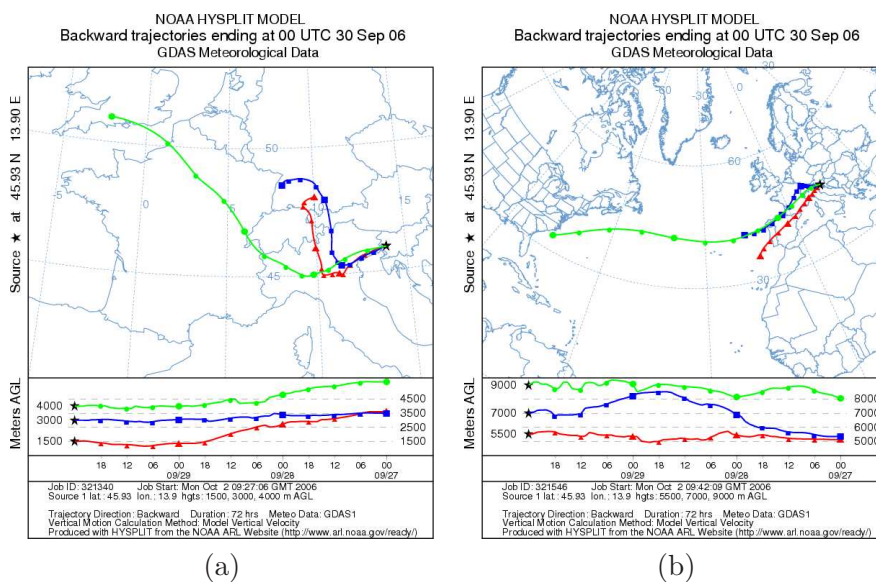 NOAA HYSPLIT MODEL
Backward trajectories ending at 00 UTC 30 Sep 06
GDAS Meteorological Data
Source ★ at 45.93 N 13.90 E
50
0
5
10
15
45
Meters AGL
4000
3000
1500
4500
3500
2500
1500
18 12 06 00 18 12 06 00 18 12 06 00
09/29 09/28 09/27
Job ID: 321340 Job Start: Mon Oct 2 09:27:06 GMT 2006
Source 1 lat.: 45.93 lon.: 13.9 hgts: 1500, 3000, 4000 m AGL
Trajectory Direction: Backward Duration: 72 hrs Meteo Data: GDAS1
Vertical Motion Calculation Method: Model Vertical Velocity
Produced with HYSPLIT from the NOAA ARL Website (http://www.arl.noaa.gov/ready/)
(a)
NOAA HYSPLIT MODEL
Backward trajectories ending at 00 UTC 30 Sep 06
GDAS Meteorological Data
Source ★ at 45.93 N 13.90 E
30
60
30
Meters AGL
9000
7000
5500
8000
7000
6000
5000
18 12 06 00 18 12 06 00 18 12 06 00
09/29 09/28 09/27
Job ID: 321546 Job Start: Mon Oct 2 09:42:09 GMT 2006
Source 1 lat.: 45.93 lon.: 13.9 hgts: 5500, 7000, 9000 m AGL
Trajectory Direction: Backward Duration: 72 hrs Meteo Data: GDAS1
Vertical Motion Calculation Method: Model Vertical Velocity
Produced with HYSPLIT from the NOAA ARL Website (http://www.arl.noaa.gov/ready/)
(b)